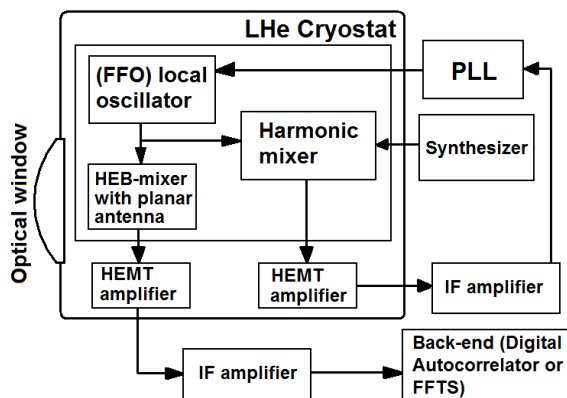 LHe Cryostat
(FFO) local
oscillator
PLL
Harmonic
mixer
Synthesizer
HEB-mixer
with planar
antenna
Optical window
HEMT
amplifier
HEMT
amplifier
IF amplifier
IF amplifier
Back-end (Digital
Autocorrelator or
FFTS)